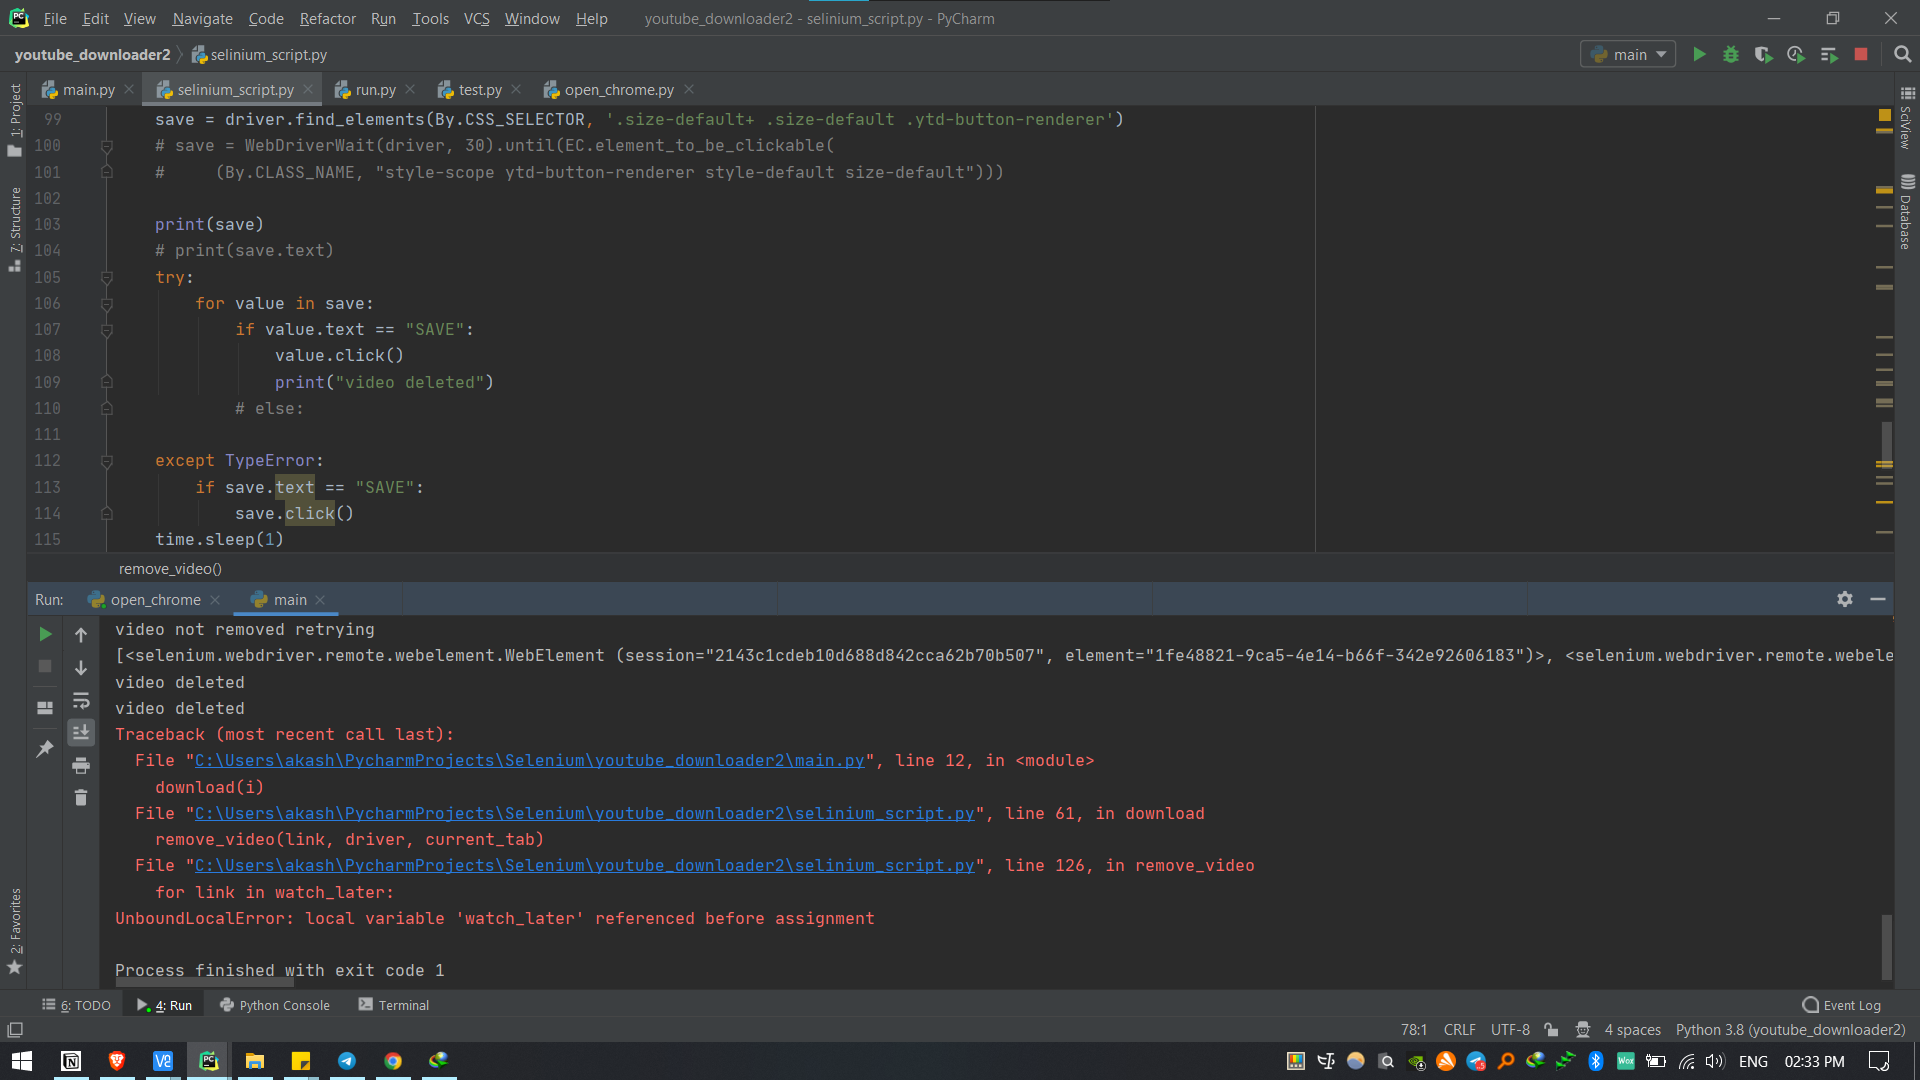 File Edit View Navigate Code Refactor Run Tools VCS Window Help youtube_downloader2 - selinium_script.py - PyCharm
youtube_downloader2 selinium_script.py main
main.py selinium_script.py run.py test.py open_chrome.py
1: Project
7: Structure
2: Favorites
SciView
Database
99 save = driver.find_elements(By.CSS_SELECTOR, '.size-default+ .size-default .ytd-button-renderer')
100 # save = WebDriverWait(driver, 30).until(EC.element_to_be_clickable(
101 #     (By.CLASS_NAME, "style-scope ytd-button-renderer style-default size-default")))
102
103 print(save)
104 # print(save.text)
105 try:
106     for value in save:
107         if value.text == "SAVE":
108             value.click()
109             print("video deleted")
110         # else:
111
112 except TypeError:
113     if save.text == "SAVE":
114         save.click()
115 time.sleep(1)
remove_video()
Run: open_chrome main
video not removed retrying
[<selenium.webdriver.remote.webelement.WebElement (session="2143c1cdeb10d688d842cca62b70b507", element="1fe48821-9ca5-4e14-b66f-342e92606183")>, <selenium.webdriver.remote.webele
video deleted
video deleted
Traceback (most recent call last):
  File "C:\Users\akash\PycharmProjects\Selenium\youtube_downloader2\main.py", line 12, in <module>
    download(i)
  File "C:\Users\akash\PycharmProjects\Selenium\youtube_downloader2\selinium_script.py", line 61, in download
    remove_video(link, driver, current_tab)
  File "C:\Users\akash\PycharmProjects\Selenium\youtube_downloader2\selinium_script.py", line 126, in remove_video
    for link in watch_later:
UnboundLocalError: local variable 'watch_later' referenced before assignment
Process finished with exit code 1
6: TODO 4: Run Python Console Terminal Event Log
78:1 CRLF UTF-8 4 spaces Python 3.8 (youtube_downloader2)
ENG 02:33 PM